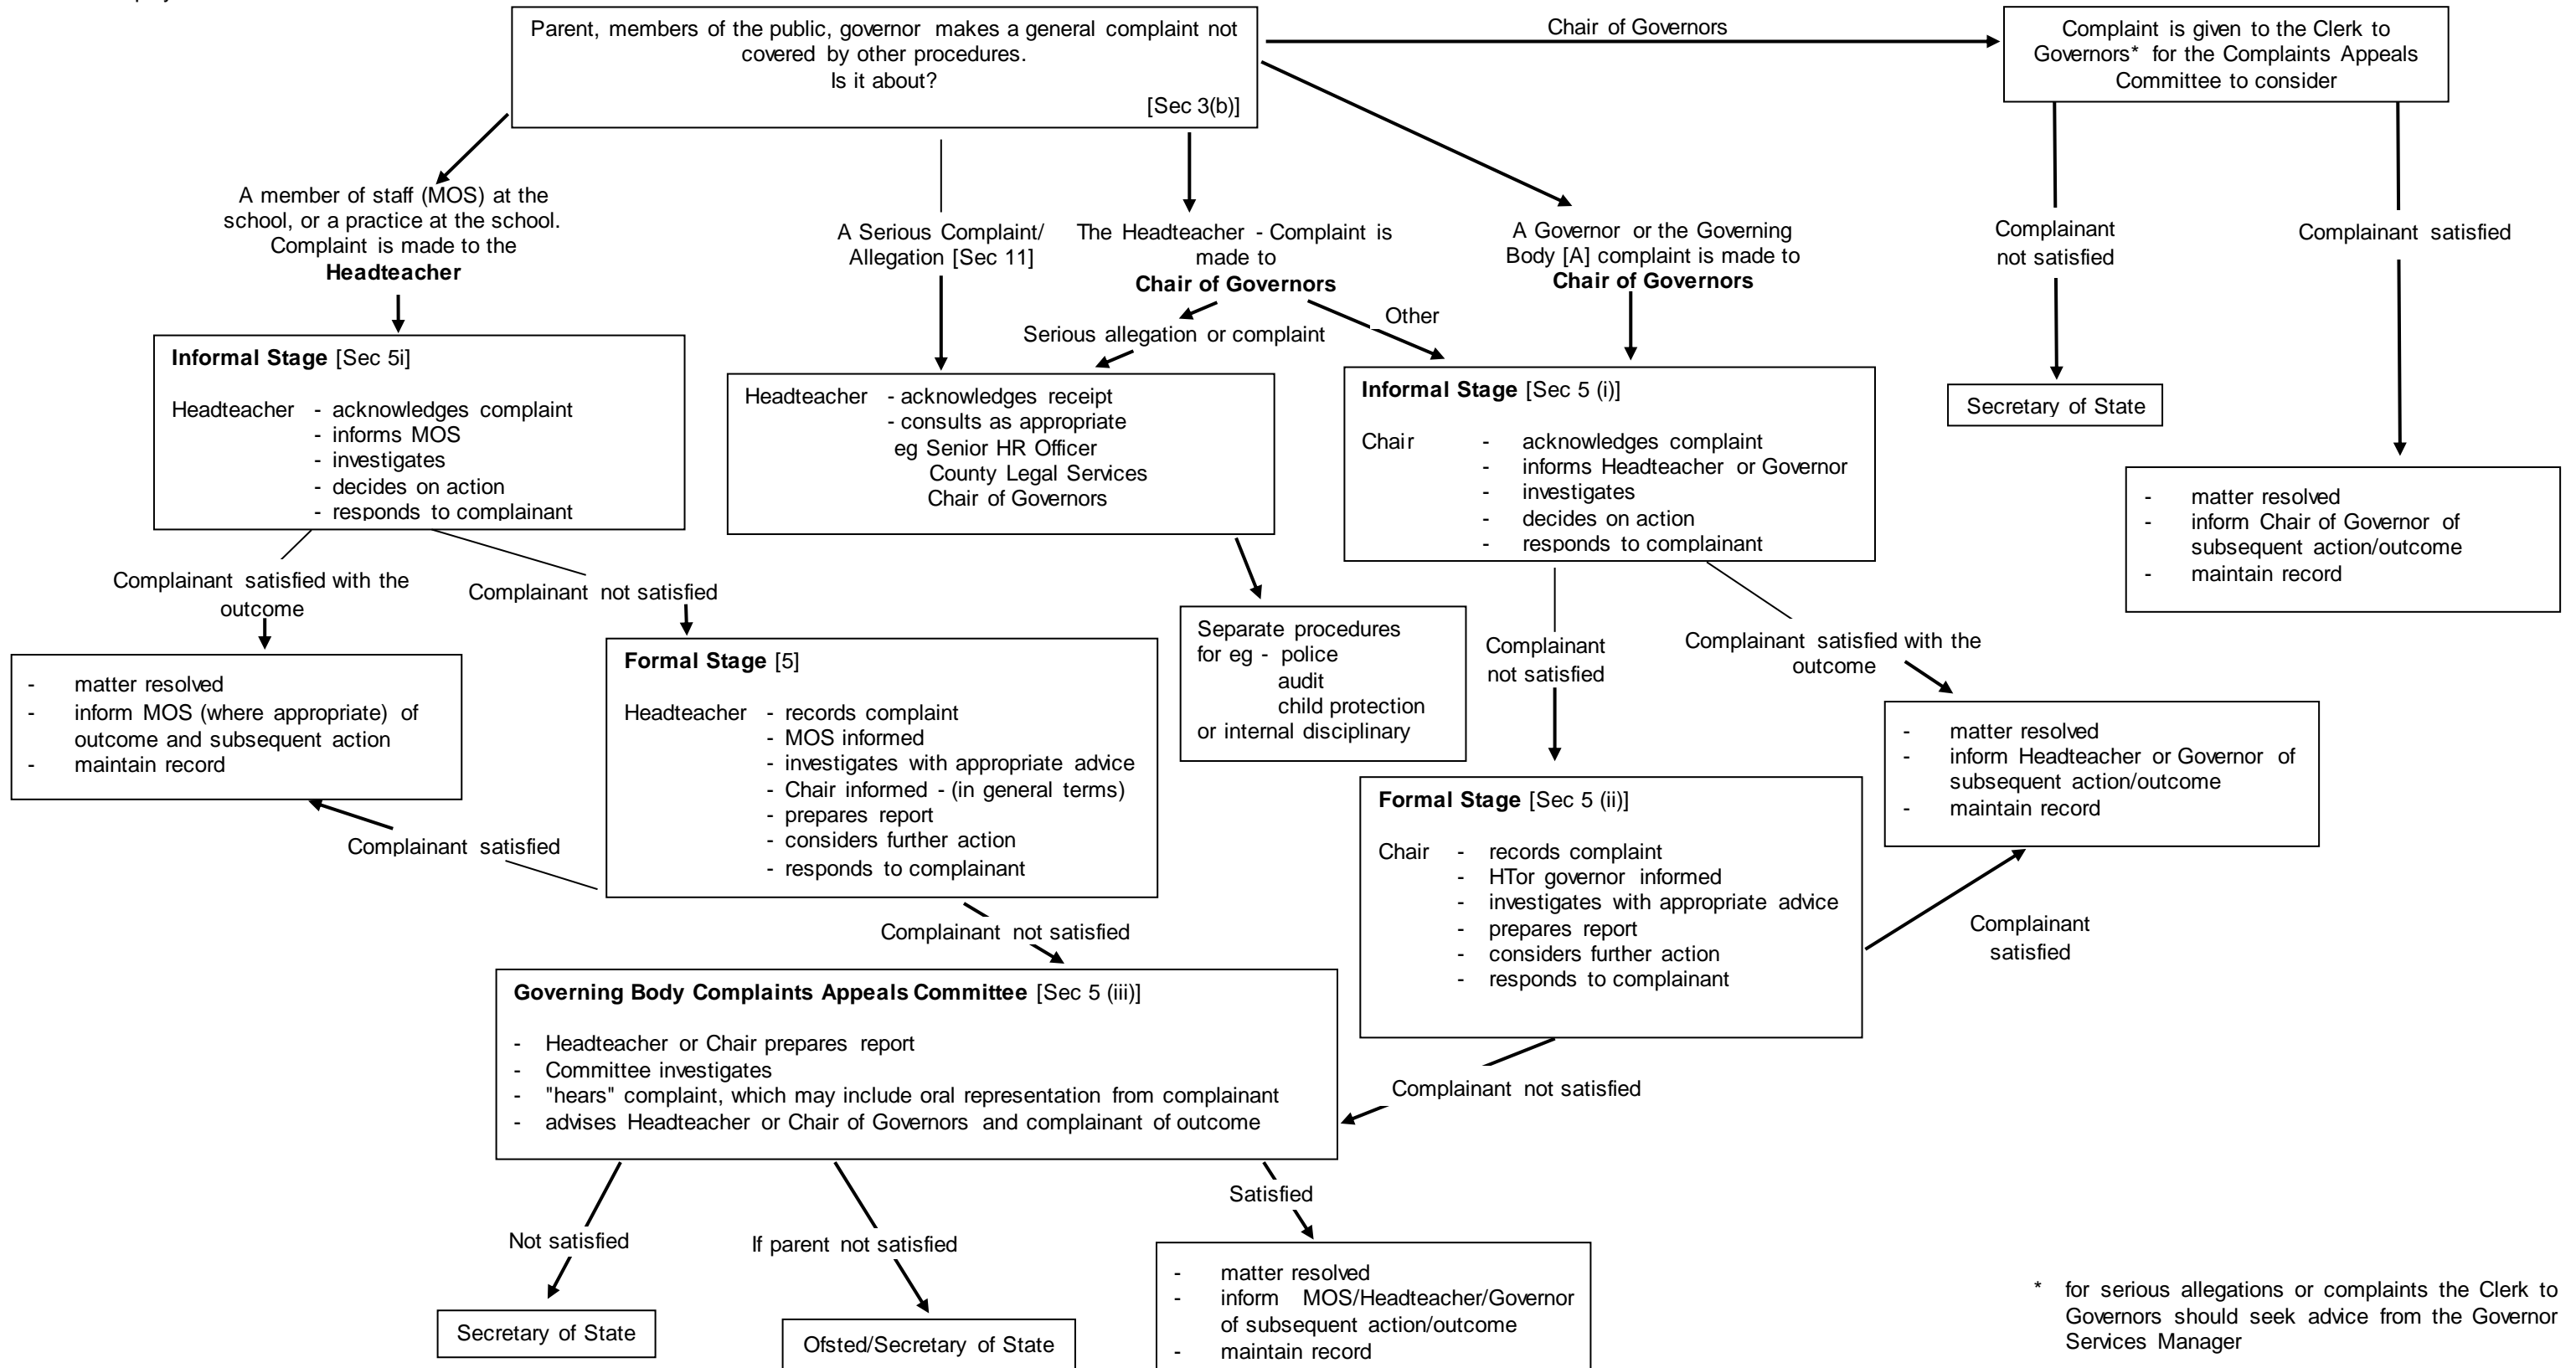 Parent, members of the public, governor makes a general complaint not
covered by other procedures.
Is it about?
[Sec 3(b)]
Chair of Governors
Complaint is given to the Clerk to
Governors* for the Complaints Appeals
Committee to consider
A member of staff (MOS) at the
school, or a practice at the school.
Complaint is made to the
Headteacher
A Serious Complaint/
Allegation [Sec 11]
The Headteacher - Complaint is
made to
Chair of Governors
A Governor or the Governing
Body [A] complaint is made to
Chair of Governors
Complainant
not satisfied
Complainant satisfied
Serious allegation or complaint
Other
Informal Stage [Sec 5i]
Headteacher - acknowledges complaint
- informs MOS
- investigates
- decides on action
- responds to complainant
Headteacher - acknowledges receipt
- consults as appropriate
eg Senior HR Officer
County Legal Services
Chair of Governors
Informal Stage [Sec 5 (i)]
Chair - acknowledges complaint
- informs Headteacher or Governor
- investigates
- decides on action
- responds to complainant
Secretary of State
- matter resolved
- inform Chair of Governor of
subsequent action/outcome
- maintain record
Complainant satisfied with the
outcome
Complainant not satisfied
Separate procedures
for eg - police
audit
child protection
or internal disciplinary
Complainant
not satisfied
Complainant satisfied with the
outcome
- matter resolved
- inform MOS (where appropriate) of
outcome and subsequent action
- maintain record
Formal Stage [5]
Headteacher - records complaint
- MOS informed
- investigates with appropriate advice
- Chair informed - (in general terms)
- prepares report
- considers further action
- responds to complainant
- matter resolved
- inform Headteacher or Governor of
subsequent action/outcome
- maintain record
Complainant satisfied
Formal Stage [Sec 5 (ii)]
Chair - records complaint
- HTor governor informed
- investigates with appropriate advice
- prepares report
- considers further action
- responds to complainant
Complainant
satisfied
Complainant not satisfied
Governing Body Complaints Appeals Committee [Sec 5 (iii)]
- Headteacher or Chair prepares report
- Committee investigates
- "hears" complaint, which may include oral representation from complainant
- advises Headteacher or Chair of Governors and complainant of outcome
Complainant not satisfied
Not satisfied
If parent not satisfied
Satisfied
Secretary of State
Ofsted/Secretary of State
- matter resolved
- inform MOS/Headteacher/Governor
of subsequent action/outcome
- maintain record
* for serious allegations or complaints the Clerk to
Governors should seek advice from the Governor
Services Manager